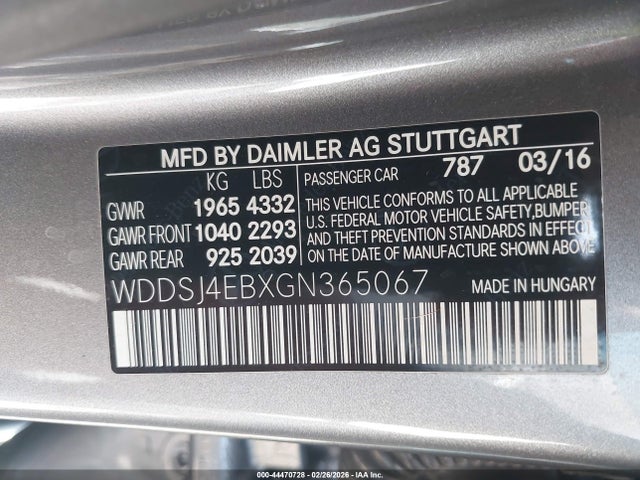 MFD BY DAIMLER AG STUTTGART
KG LBS
GVWR 1965 4332
GAWR FRONT 1040 2293
GAWR REAR 925 2039
PASSENGER CAR 787 03/16
THIS VEHICLE CONFORMS TO ALL APPLICABLE
U.S. FEDERAL MOTOR VEHICLE SAFETY,BUMPER
AND THEFT PREVENTION STANDARDS IN EFFECT
ON THE DATE OF MANUFACTURE SHOWN ABOVE.
WDDSJ4EBXGN365067 MADE IN HUNGARY
000-44470728 - 02/26/2026 - © IAA Inc.